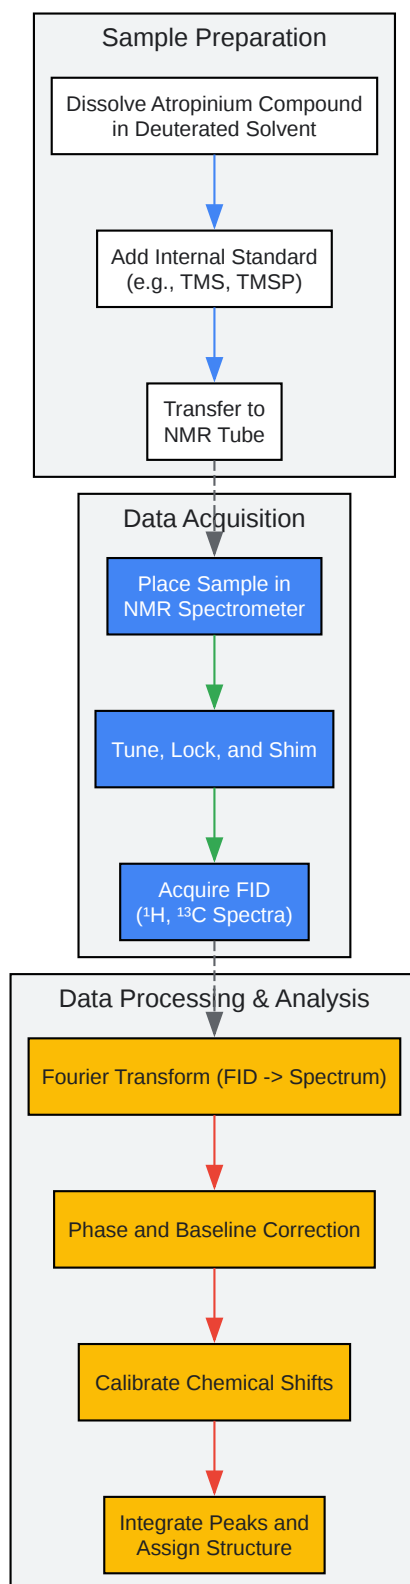 Sample Preparation
Dissolve Atropinium Compound
in Deuterated Solvent
Add Internal Standard
(e.g., TMS, TMSP)
Transfer to
NMR Tube
Data Acquisition
Place Sample in
NMR Spectrometer
Tune, Lock, and Shim
Acquire FID
(¹H, ¹³C Spectra)
Data Processing & Analysis
Fourier Transform (FID -> Spectrum)
Phase and Baseline Correction
Calibrate Chemical Shifts
Integrate Peaks and
Assign Structure